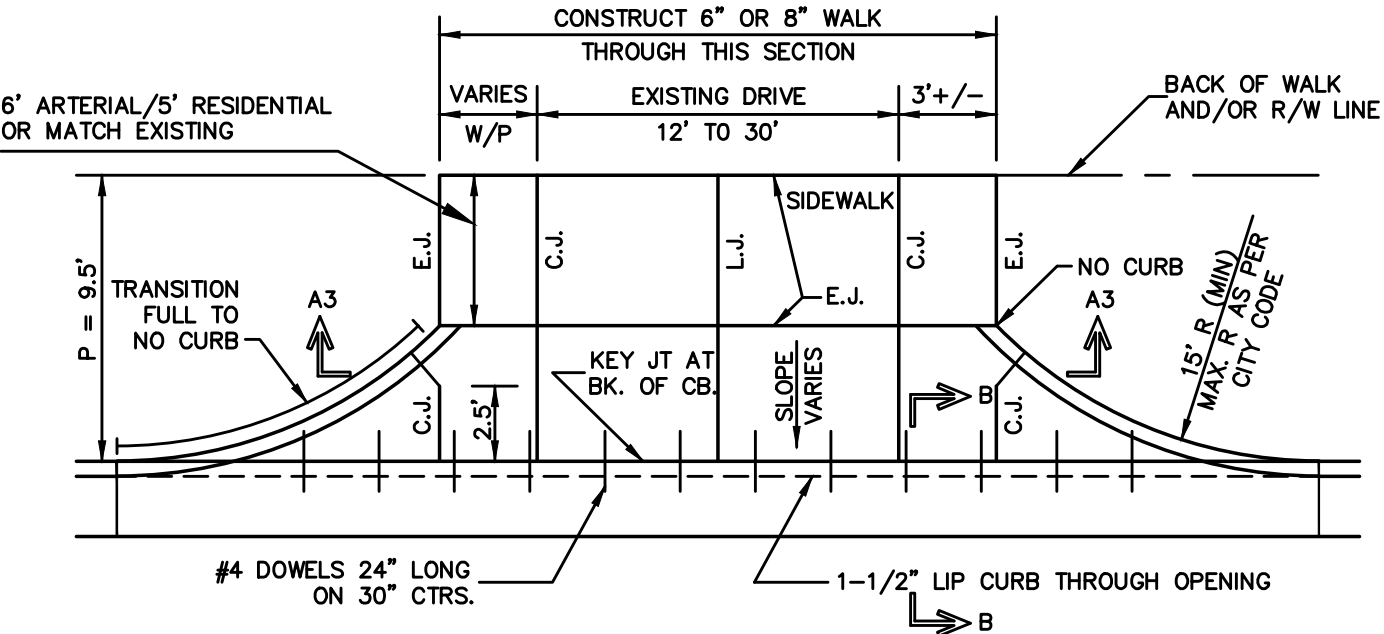 CONSTRUCT 6” OR 8” WALK
THROUGH THIS SECTION
6’ ARTERIAL/5’ RESIDENTIAL
OR MATCH EXISTING
VARIES
W/P
EXISTING DRIVE
12’ TO 30’
3’+/-
BACK OF WALK
AND/OR R/W LINE
SIDEWALK
P = 9.5’
E.J.
C.J.
L.J.
C.J.
E.J.
TRANSITION
FULL TO
NO CURB
A3
E.J.
NO CURB
A3
15’ R (MIN)
MAX. R AS PER
CITY CODE
KEY JT AT
BK. OF CB.
SLOPE
VARIES
B
C.J.
2.5’
C.J.
#4 DOWELS 24” LONG
ON 30” CTRS.
1-1/2” LIP CURB THROUGH OPENING
B